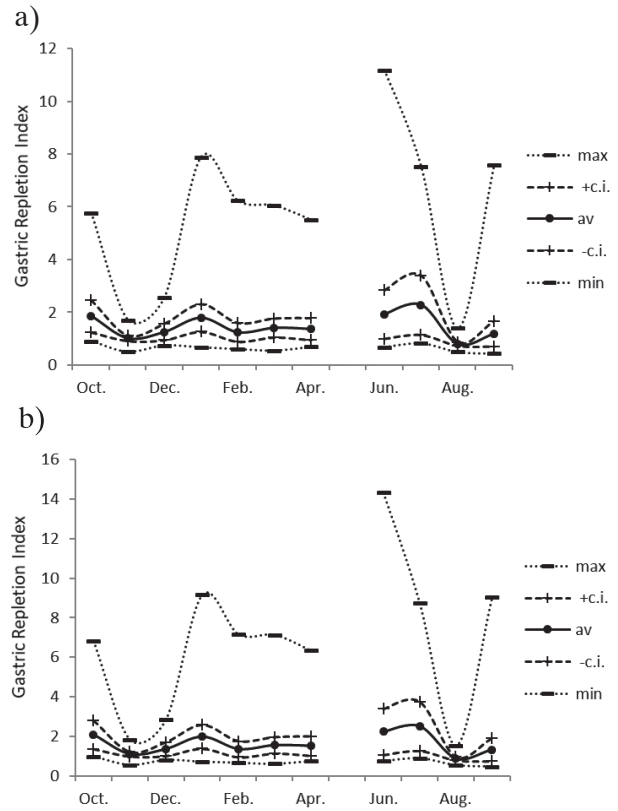 a)
12
10
8
6
4
2
0
Gastric Repletion Index
Oct. Dec. Feb. Apr. Jun. Aug.
max
+c.i.
av
-c.i.
min
b)
16
14
12
10
8
6
4
2
0
Gastric Repletion Index
Oct. Dec. Feb. Apr. Jun. Aug.
max
+c.i.
av
-c.i.
min